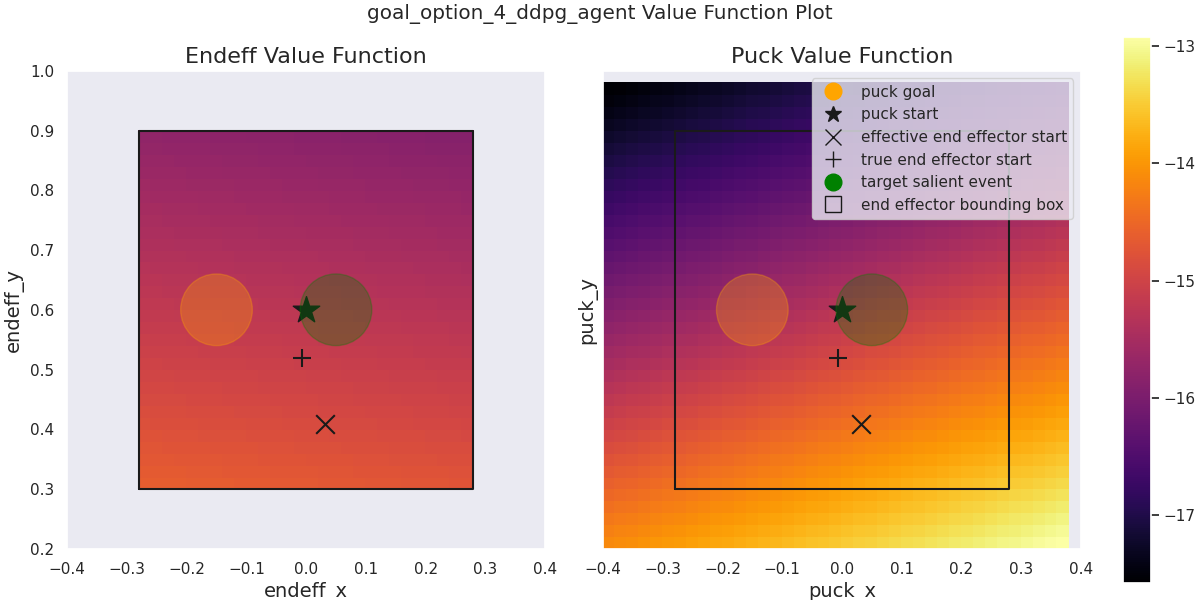 goal_option_4_ddpg_agent Value Function Plot
Endeff Value Function
1.0
0.9
0.8
0.7
0.6
0.5
0.4
0.3
0.2
endeff_y
−0.4 −0.3 −0.2 −0.1 0.0 0.1 0.2 0.3 0.4
endeff_x
Puck Value Function
puck goal
puck start
effective end effector start
true end effector start
target salient event
end effector bounding box
puck_y
−0.4 −0.3 −0.2 −0.1 0.0 0.1 0.2 0.3 0.4
puck_x
−13
−14
−15
−16
−17